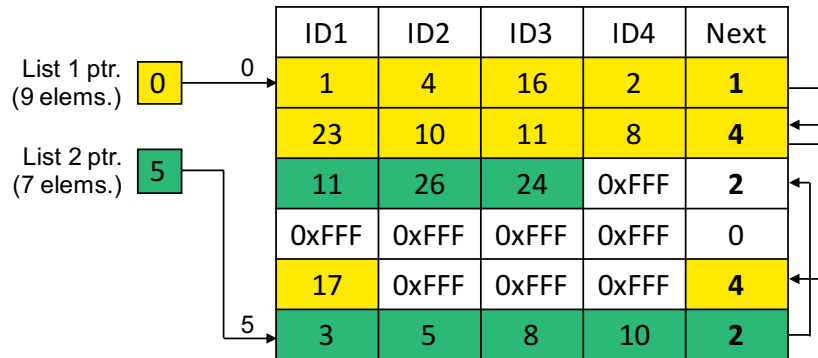 ID1 ID2 ID3 ID4 Next
List 1 ptr.
(9 elems.)
0
0
1 4 16 2 1
23 10 11 8 4
List 2 ptr.
(7 elems.)
5
11 26 24 0xFFF 2
0xFFF 0xFFF 0xFFF 0xFFF 0
17 0xFFF 0xFFF 0xFFF 4
5
3 5 8 10 2